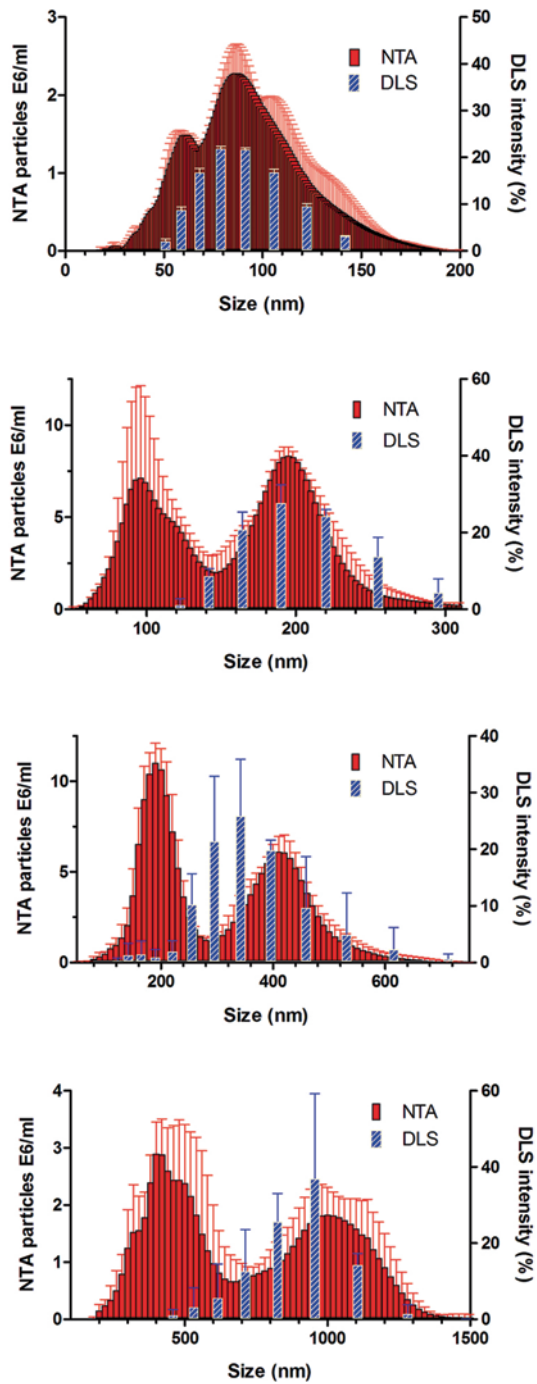 NTA particles E6/ml
3
2
1
0
NTA
DLS
50
40
30
20
10
0
DLS intensity (%)
0 50 100 150 200
Size (nm)
NTA particles E6/ml
10
5
0
NTA
DLS
60
40
20
0
DLS intensity (%)
100 200 300
Size (nm)
NTA particles E6/ml
10
5
0
NTA
DLS
40
30
20
10
0
DLS intensity (%)
200 400 600
Size (nm)
NTA particles E6/ml
4
3
2
1
0
NTA
DLS
60
40
20
0
DLS intensity (%)
500 1000 1500
Size (nm)